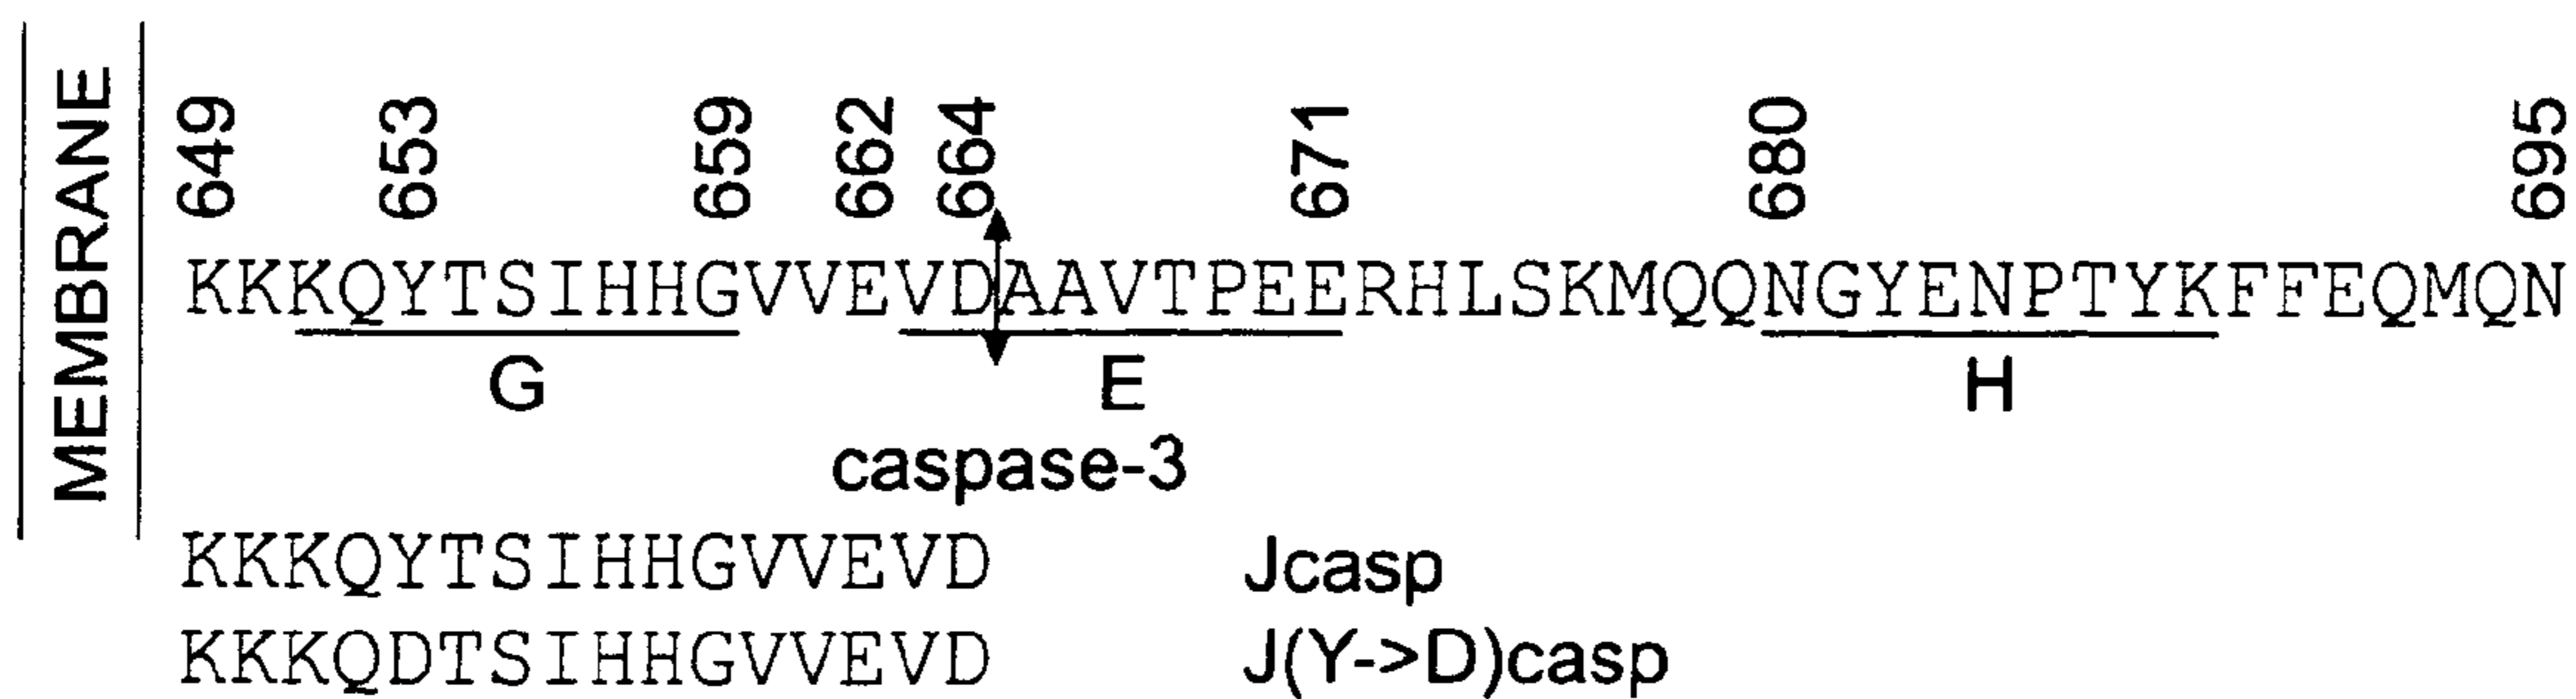 MEMBRANE
649 653 659 662 664 671 680 695
KKKQYTSIHHGVVEVDAAVTPEERHLSKMQQNGYENPTYKFFEQMQN
G E H
caspase-3
KKKQYTSIHHGVVEVD Jcasp
KKKQDTSIHHGVVEVD J(Y->D)casp